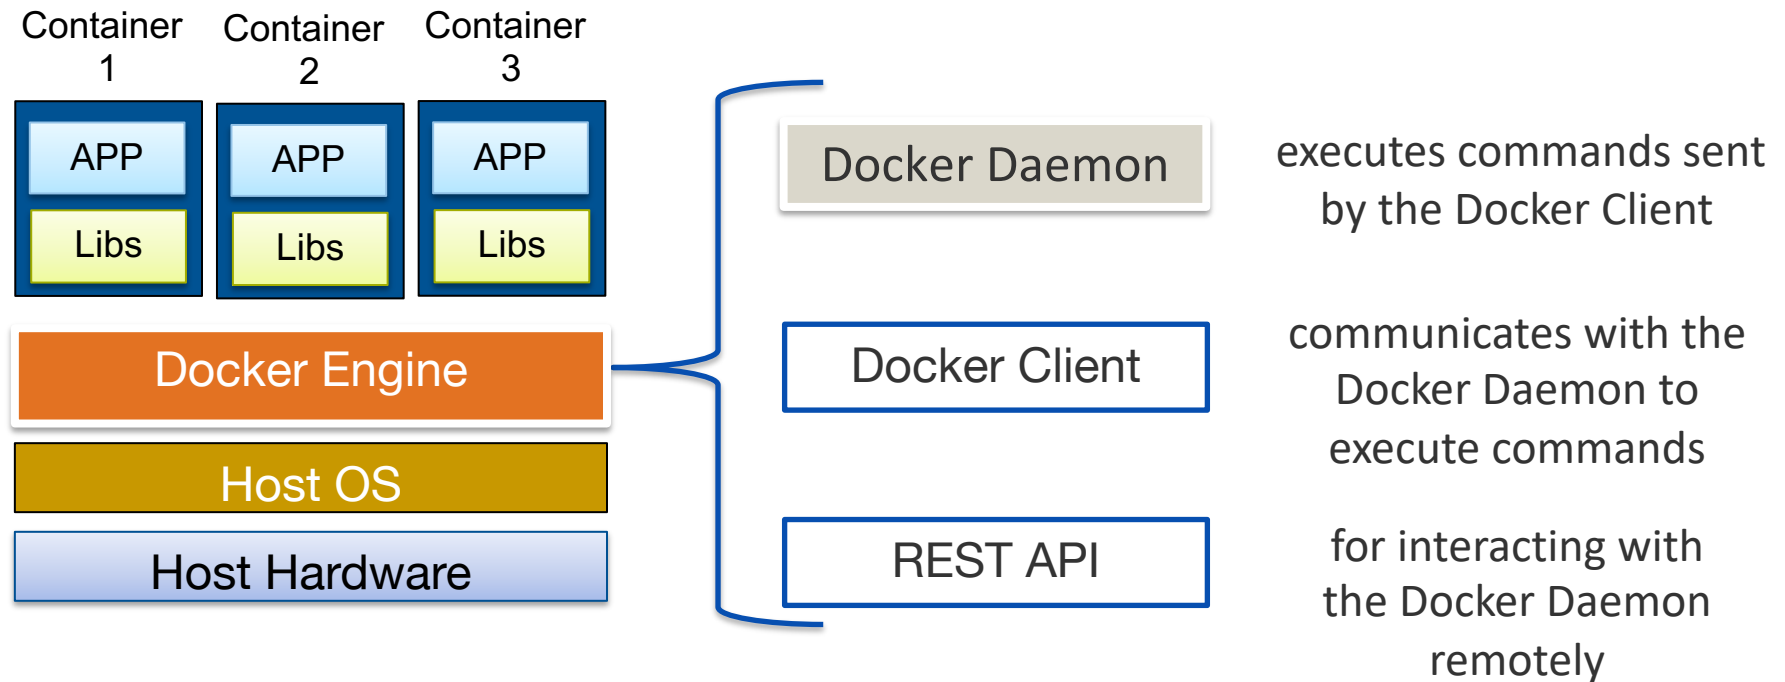 Container
1
Container
2
Container
3
APP
Libs
APP
Libs
APP
Libs
Docker Engine
Host OS
Host Hardware
Docker Daemon
executes commands sent
by the Docker Client
Docker Client
communicates with the
Docker Daemon to
execute commands
REST API
for interacting with
the Docker Daemon
remotely